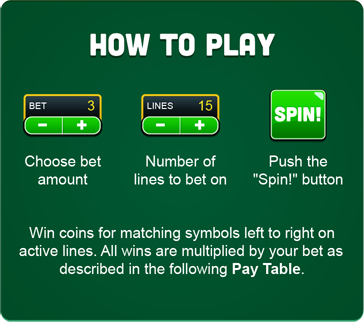 HOW TO PLAY
BET 3
LINES 15
SPIN!
− +
− +
Choose bet
amount
Number of
lines to bet on
Push the
"Spin!" button
Win coins for matching symbols left to right on
active lines. All wins are multiplied by your bet as
described in the following Pay Table.